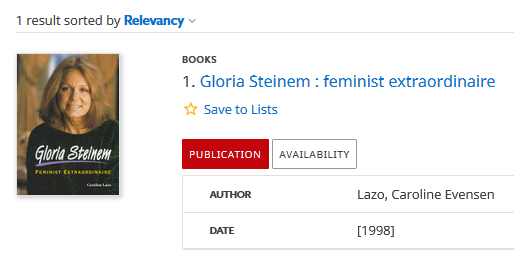 1 result sorted by Relevancy
Gloria Steinem
FEMINIST EXTRAORDINAIRE
Caroline Lazo
BOOKS
1. Gloria Steinem : feminist extraordinaire
Save to Lists
PUBLICATION AVAILABILITY
AUTHOR Lazo, Caroline Evensen
DATE [1998]